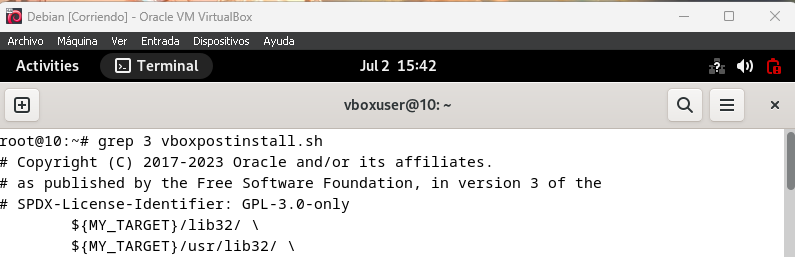 Debian [Corriendo] - Oracle VM VirtualBox
Archivo Máquina Ver Entrada Dispositivos Ayuda
Activities Terminal Jul 2 15:42
vboxuser@10: ~
root@10:~# grep 3 vboxpostinstall.sh
# Copyright (C) 2017-2023 Oracle and/or its affiliates.
# as published by the Free Software Foundation, in version 3 of the
# SPDX-License-Identifier: GPL-3.0-only
        ${MY_TARGET}/lib32/ \
        ${MY_TARGET}/usr/lib32/ \